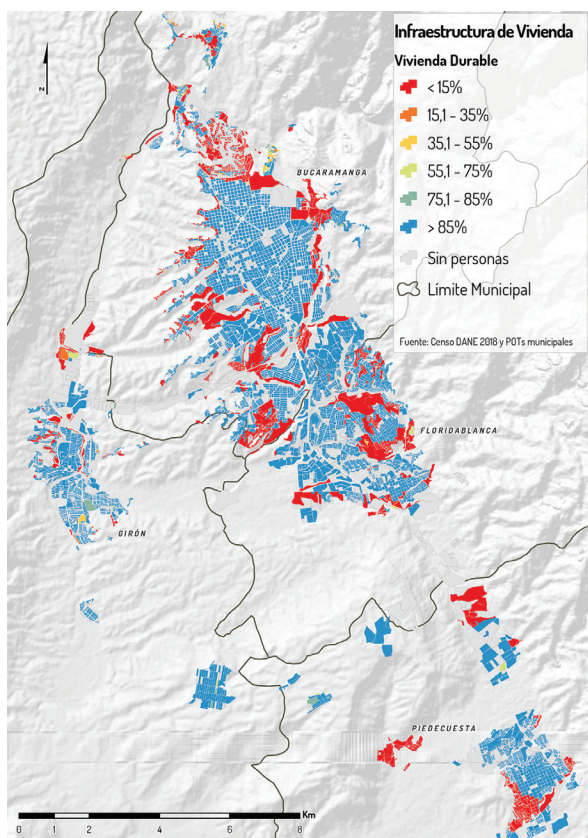 Infraestructura de Vivienda
Vivienda Durable
< 15%
15,1 - 35%
35,1 - 55%
55,1 - 75%
75,1 - 85%
> 85%
Sin personas
Límite Municipal
Fuente: Censo DANE 2018 y POTs municipales
N
BUCARAMANGA
FLORIDABLANCA
GIRÓN
PIEDECUESTA
Km
0 1 2 4 6 8